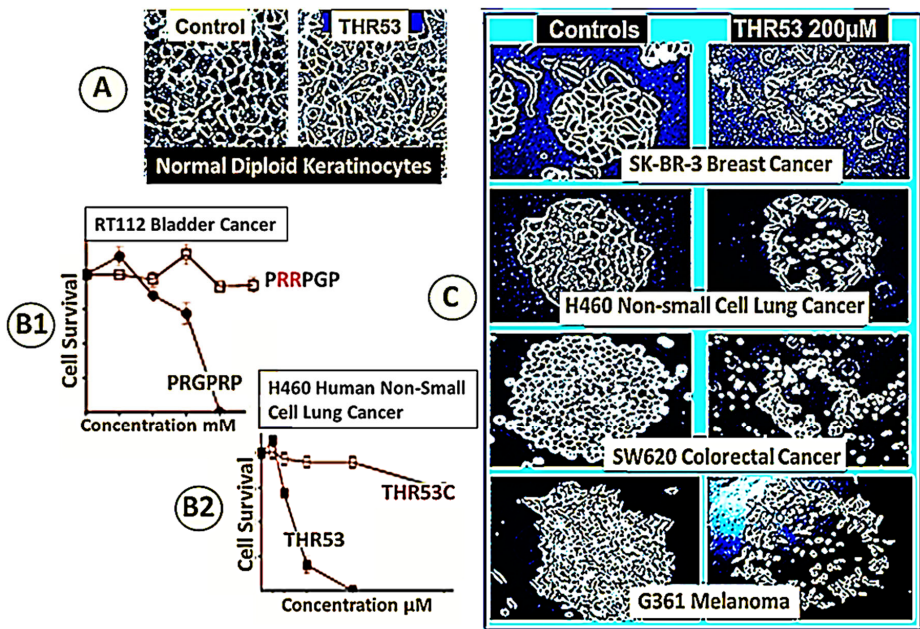 Control
THR53
A
Normal Diploid Keratinocytes
RT112 Bladder Cancer
PRRPGP
B1
Cell Survival
PRGPRP
Concentration mM
H460 Human Non-Small
Cell Lung Cancer
B2
Cell Survival
THR53C
THR53
Concentration µM
C
Controls
THR53 200µM
SK-BR-3 Breast Cancer
H460 Non-small Cell Lung Cancer
SW620 Colorectal Cancer
G361 Melanoma